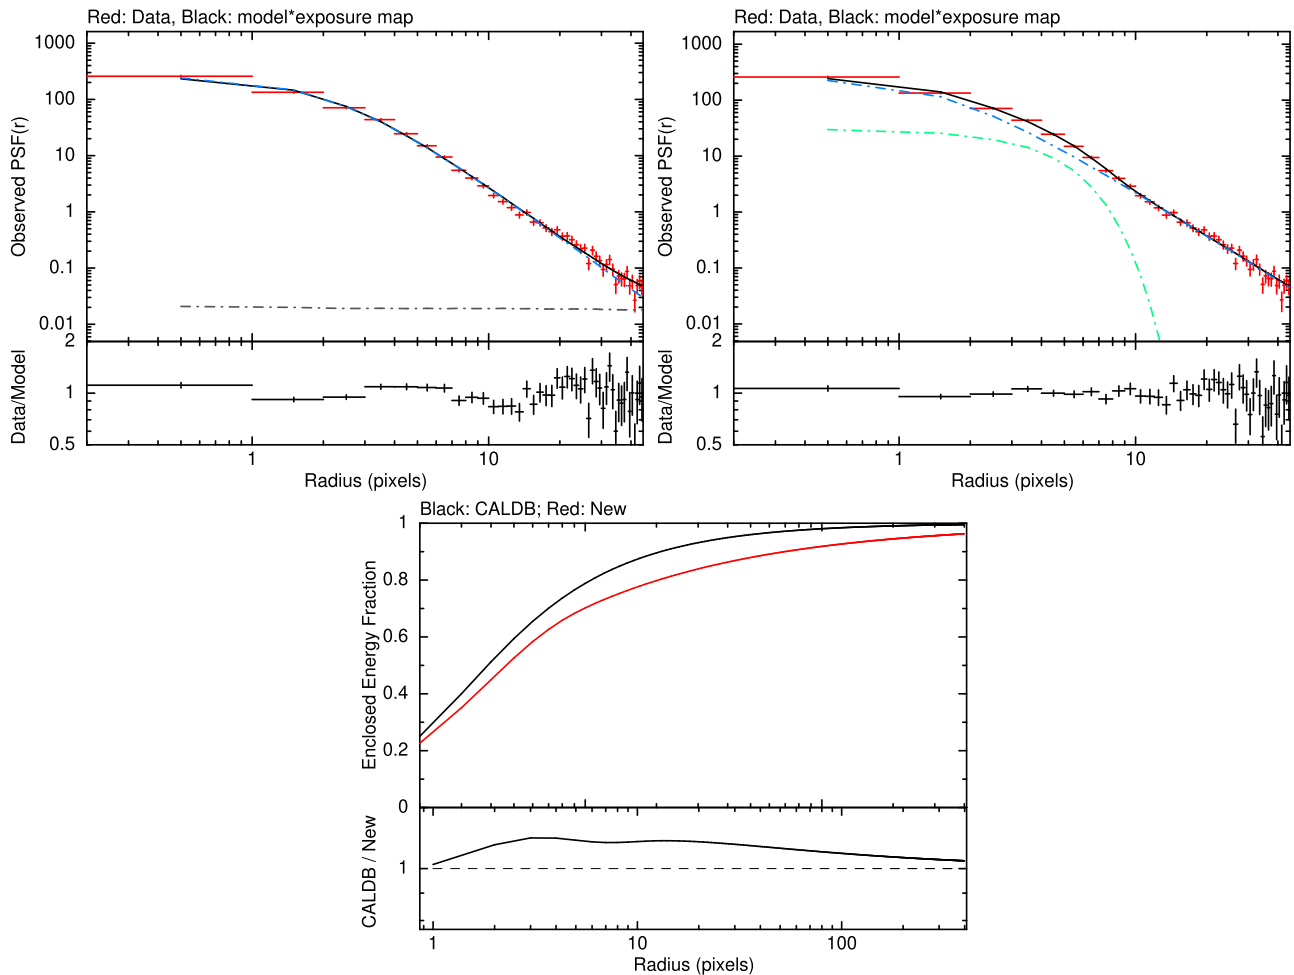 Red: Data, Black: model*exposure map
1000
100
10
1
0.1
0.01
Observed PSF(r)
2
1
0.5
Data/Model
1
10
Radius (pixels)
Red: Data, Black: model*exposure map
1000
100
10
1
0.1
0.01
Observed PSF(r)
2
1
0.5
Data/Model
1
10
Radius (pixels)
Black: CALDB; Red: New
1
0.8
0.6
0.4
0.2
0
Enclosed Energy Fraction
1
CALDB / New
1
10
100
Radius (pixels)